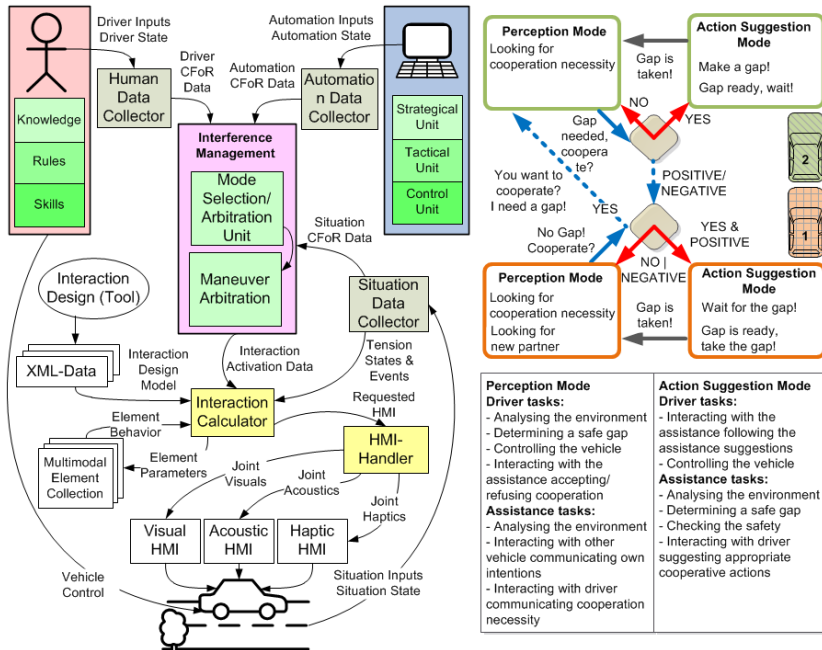 Driver Inputs
Driver State
Automation Inputs
Automation State
Driver
CFoR
Data
Automation
CFoR Data
Human
Data
Collector
Automatio
n Data
Collector
Knowledge
Rules
Skills
Strategical
Unit
Tactical
Unit
Control
Unit
Interference
Management
Mode
Selection/
Arbitration
Unit
Maneuver
Arbitration
Situation
CFoR Data
Situation
Data
Collector
Interaction
Design (Tool)
XML-Data
Interaction
Design
Model
Interaction
Activation Data
Tension
States &
Events
Interaction
Calculator
Requested
HMI
HMI-
Handler
Element
Behavior
Multimodal
Element
Collection
Element
Parameters
Joint
Visuals
Joint
Acoustics
Joint
Haptics
Visual
HMI
Acoustic
HMI
Haptic
HMI
Vehicle
Control
Situation Inputs
Situation State
Perception Mode
Looking for
cooperation necessity
Gap is
taken!
Action Suggestion
Mode
Make a gap!
Gap ready, wait!
NO
YES
Gap
needed,
coopera
te?
2
You want to
cooperate?
I need a gap!
POSITIVE/
NEGATIVE
YES
1
No Gap!
Cooperate?
YES &
POSITIVE
NO |
NEGATIVE
Perception Mode
Looking for
cooperation necessity
Looking for
new partner
Gap is
taken!
Action Suggestion
Mode
Wait for the gap!
Gap is ready,
take the gap!
Perception Mode
Driver tasks:
- Analysing the environment
- Determining a safe gap
- Controlling the vehicle
- Interacting with the
assistance accepting/
refusing cooperation
Assistance tasks:
- Analysing the environment
- Interacting with other
vehicle communicating own
intentions
- Interacting with driver
communicating cooperation
necessity
Action Suggestion Mode
Driver tasks:
- Interacting with the
assistance following the
assistance suggestions
- Controlling the vehicle
Assistance tasks:
- Analysing the environment
- Determining a safe gap
- Checking the safety
- Interacting with driver
suggesting appropriate
cooperative actions